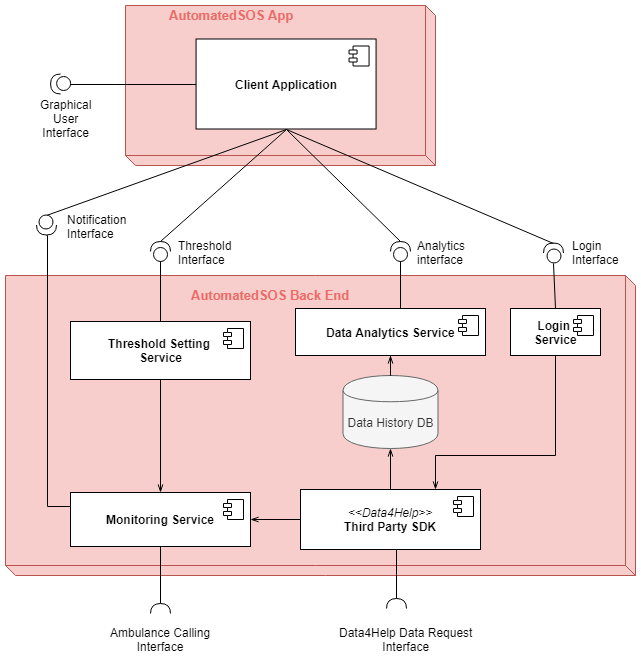 AutomatedSOS App
Client Application
Graphical
User
Interface
Notification
Interface
Threshold
Interface
Analytics
interface
Login
Interface
AutomatedSOS Back End
Threshold Setting
Service
Data Analytics Service
Login
Service
Data History DB
Monitoring Service
<<Data4Help>>
Third Party SDK
Ambulance Calling
Interface
Data4Help Data Request
Interface